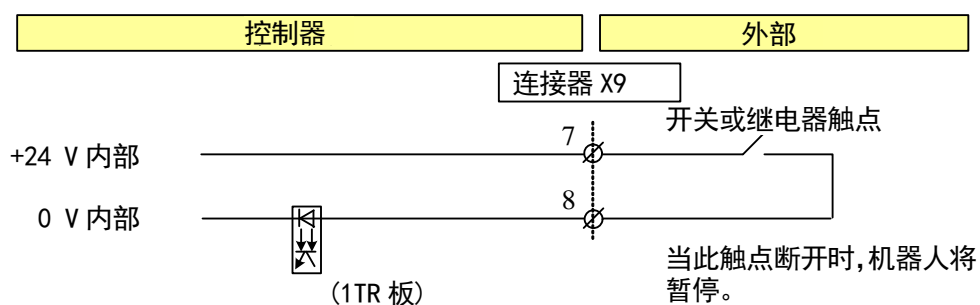 控制器
外部
连接器 X9
开关或继电器触点
7
+24 V 内部
8
0 V 内部
当此触点断开时,机器人将
暂停。
(1TR 板)